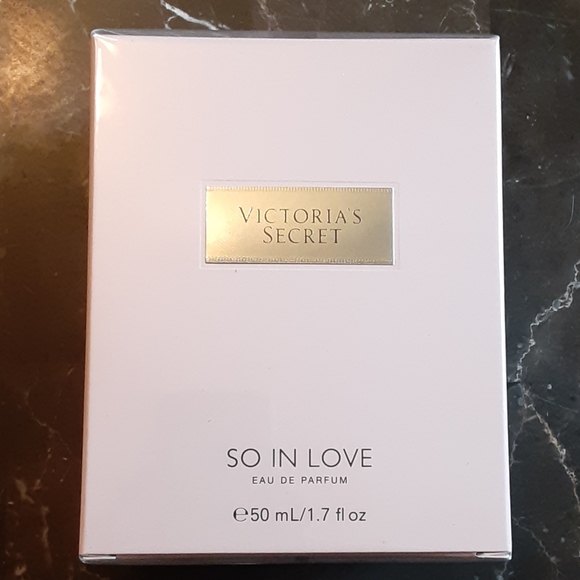 VICTORIA'S
SECRET
SO IN LOVE
EAU DE PARFUM
℮50 mL/1.7 fl oz